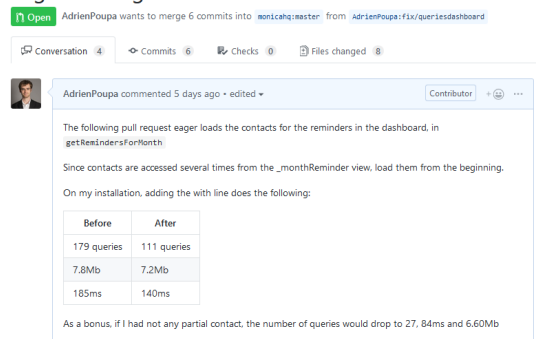 Open AdrienPoupa wants to merge 6 commits into monicahq:master from AdrienPoupa:fix/queriesdashboard
Conversation 4 Commits 6 Checks 0 Files changed 8
AdrienPoupa commented 5 days ago • edited Contributor
The following pull request eager loads the contacts for the reminders in the dashboard, in
getRemindersForMonth
Since contacts are accessed several times from the _monthReminder view, load them from the beginning.
On my installation, adding the with line does the following:
Before After
179 queries 111 queries
7.8Mb 7.2Mb
185ms 140ms
As a bonus, if I had not any partial contact, the number of queries would drop to 27, 84ms and 6.60Mb